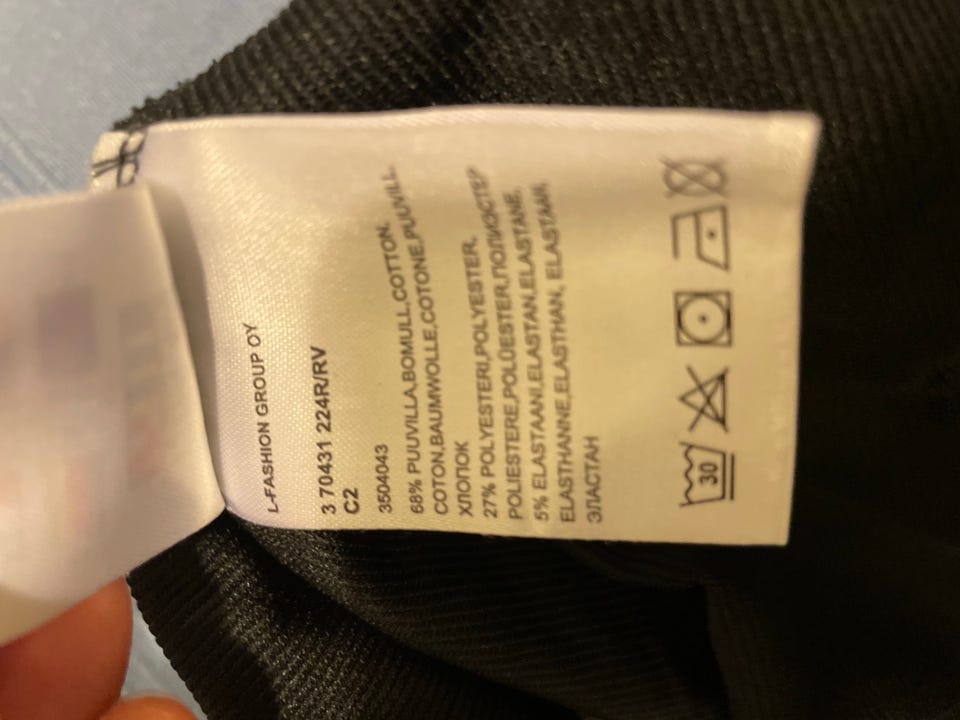 L-FASHION GROUP OY
3 70431 224R/RV
C2
3504043
68% PUUVILLA,BOMULL,COTTON,
COTON,BAUMWOLLE,COTONE,PUUVILL,
ХЛОПОК
27% POLYESTERI,POLYESTER,
POLIESTERE,POLÜESTER,ПОЛИОСТЕР
5% ELASTAANI,ELASTAN,ELASTANE,
ELASTHANNE,ELASTHAN, ELASTAAN,
ЭЛАСТАН
30